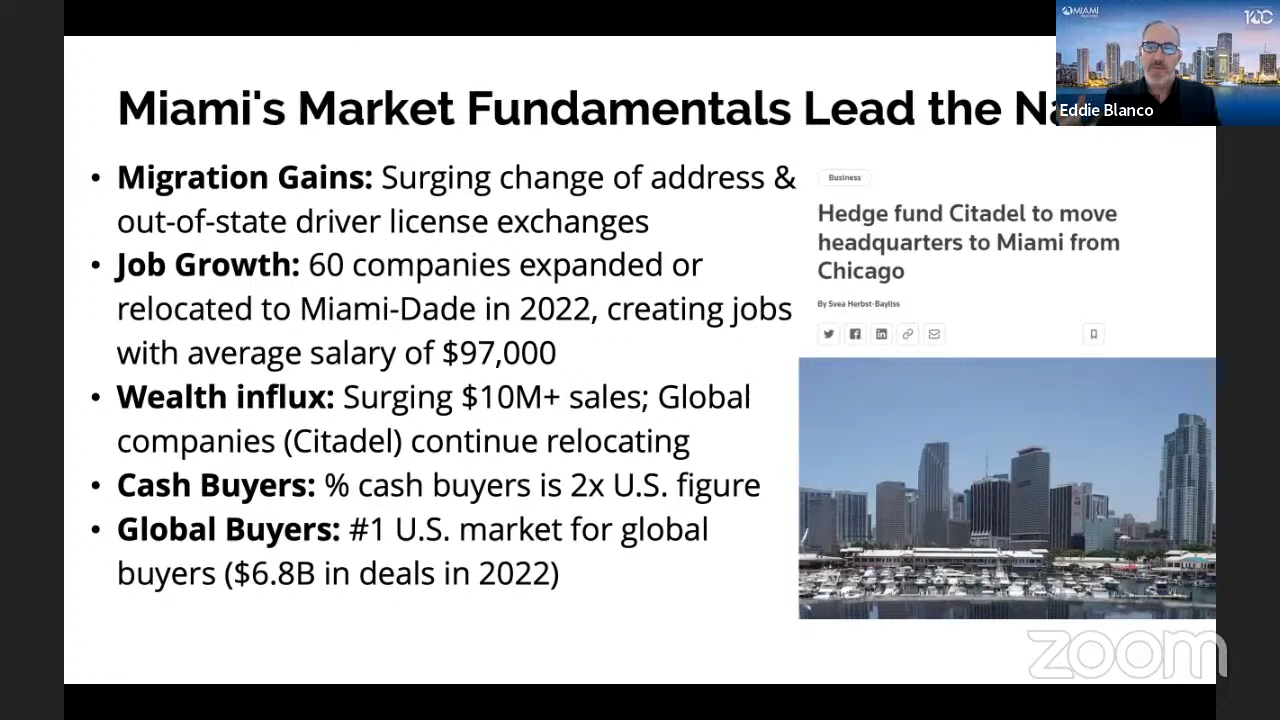 Miami's Market Fundamentals Lead the
• Migration Gains: Surging change of address &
out-of-state driver license exchanges
• Job Growth: 60 companies expanded or
relocated to Miami-Dade in 2022, creating jobs
with average salary of $97,000
• Wealth influx: Surging $10M+ sales; Global
companies (Citadel) continue relocating
• Cash Buyers: % cash buyers is 2x U.S. figure
• Global Buyers: #1 U.S. market for global
buyers ($6.8B in deals in 2022)
Business
Hedge fund Citadel to move
headquarters to Miami from
Chicago
By Svea Herbst-Bayliss
MIAMI
100
Eddie Blanco
zoom